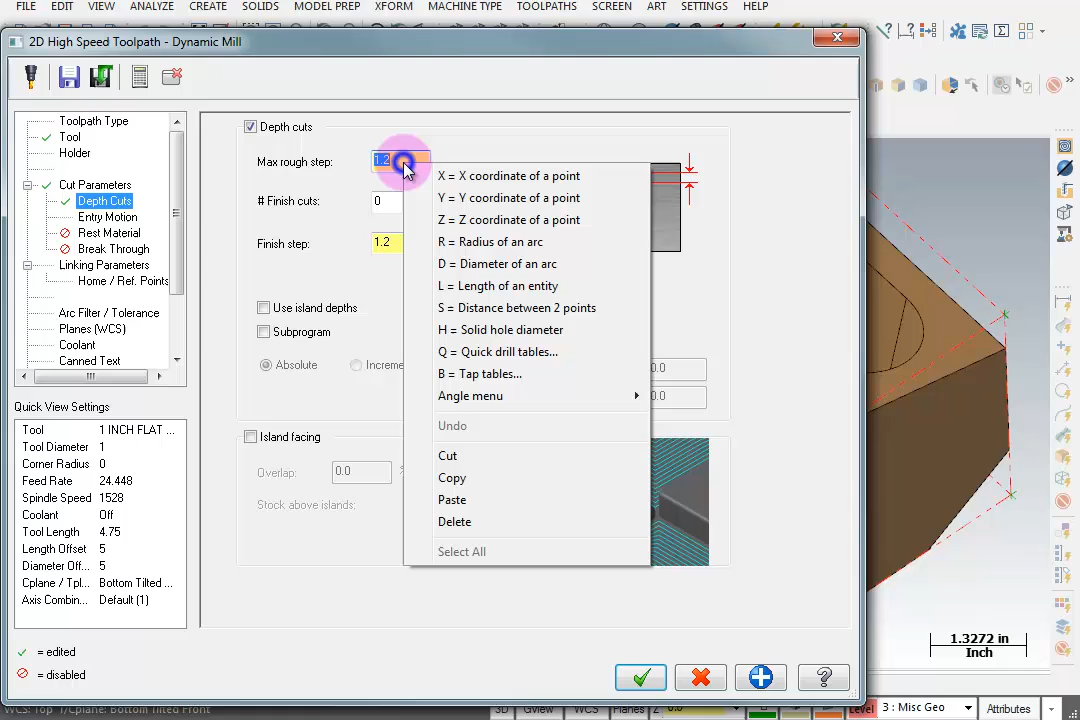 FILE EDIT VIEW ANALYZE CREATE SOLIDS MODEL PREP XFORM MACHINE TYPE TOOLPATHS SCREEN ART SETTINGS HELP
2D High Speed Toolpath - Dynamic Mill
Toolpath Type
Tool
Holder
Cut Parameters
Depth Cuts
Entry Motion
Rest Material
Break Through
Linking Parameters
Home / Ref. Points
Arc Filter / Tolerance
Planes (WCS)
Coolant
Canned Text
Quick View Settings
Tool 1 INCH FLAT ...
Tool Diameter 1
Corner Radius 0
Feed Rate 24.448
Spindle Speed 1528
Coolant Off
Tool Length 4.75
Length Offset 5
Diameter Off... 5
Cplane / Tpl... Bottom Tilted ...
Axis Combin... Default (1)
= edited
= disabled
Depth cuts
Max rough step: 1.2
# Finish cuts: 0
Finish step: 1.2
Use island depths
Subprogram
Absolute Increme
0.0
0.0
Island facing
Overlap: 0.0
Stock above islands:
X = X coordinate of a point
Y = Y coordinate of a point
Z = Z coordinate of a point
R = Radius of an arc
D = Diameter of an arc
L = Length of an entity
S = Distance between 2 points
H = Solid hole diameter
Q = Quick drill tables...
B = Tap tables...
Angle menu
Undo
Cut
Copy
Paste
Delete
Select All
1.3272 in
Inch
WCS: Top T/Cplane: Bottom Tilted Front
3D Gview WCS Planes Z 0.0 Level 3 : Misc Geo Attributes